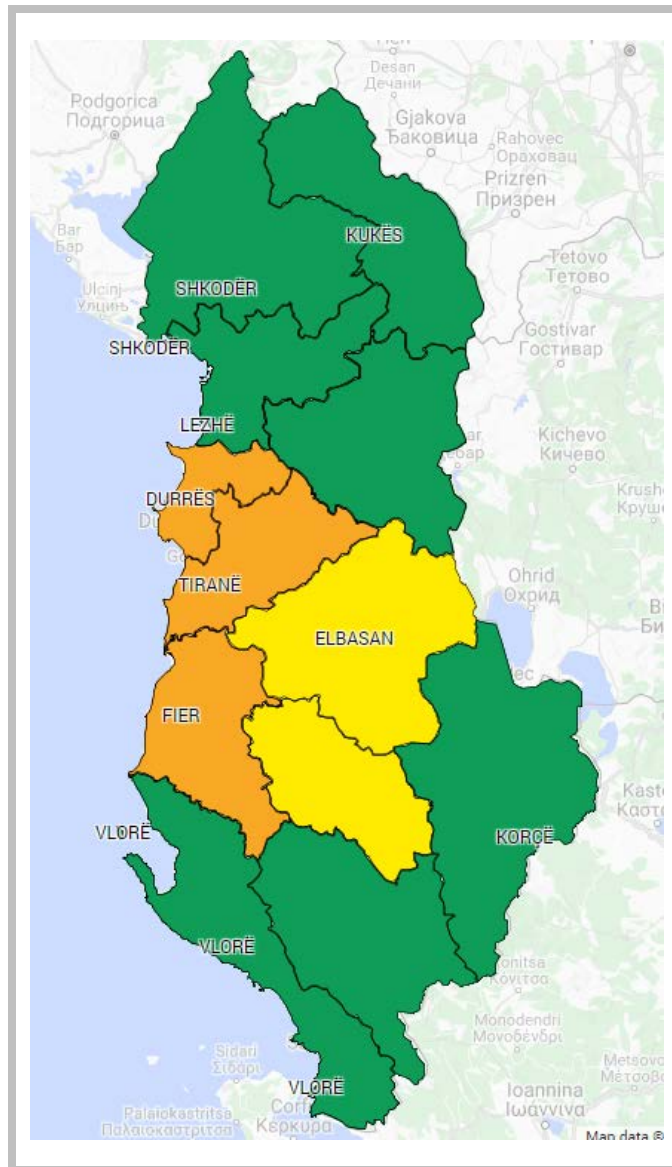 Desan
Дечани
Podgorica
Подгорица
Gjakova
Ђаковица
Rahovec
Ораховац
Prizren
Призрен
KUKËS
Bar
Бар
Tetovo
Тетово
Ulcinj
Улцињ
SHKODËR
Gostivar
Гостивар
SHKODËR
LEZHË
Kichevo
Кичево
DURRËS
Ohrid
Охрид
TIRANË
ELBASAN
FIER
VLORË
KORÇË
VLORË
Monodendri
Μονοδένδρι
Sidari
Σιδάρι
VLORË
Ioannina
Ιωάννινα
Palaiokastritsa
Παλαιοκαστρίτσα
Κέρκυρα
Map data ©